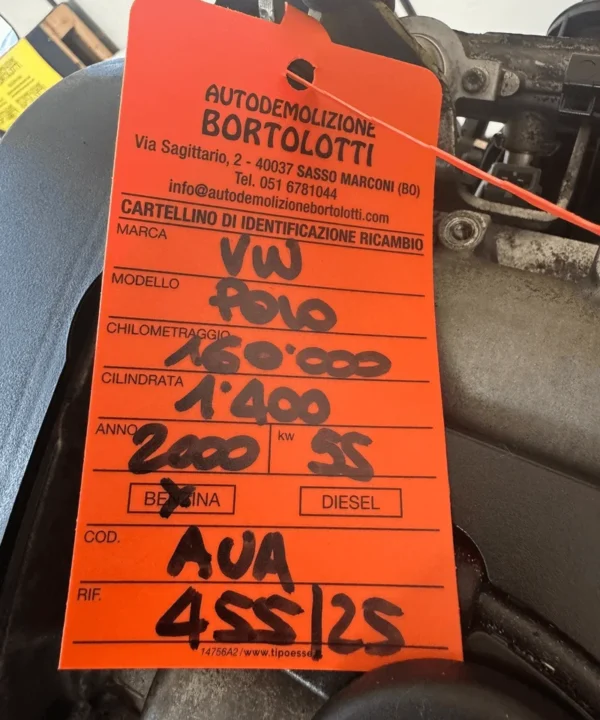 AUTODEMOLIZIONE
BORTOLOTTI
Via Sagittario, 2 - 40037 SASSO MARCONI (BO)
Tel. 051 6781044
info@autodemolizionebortolotti.com
CARTELLINO DI IDENTIFICAZIONE RICAMBIO
MARCA VW
MODELLO POLO
CHILOMETRAGGIO 160'000
CILINDRATA 1'400
ANNO 2000 kw 55
BENZINA DIESEL
COD. AUA
RIF. 455/25
14756A2 / www.tipoesse